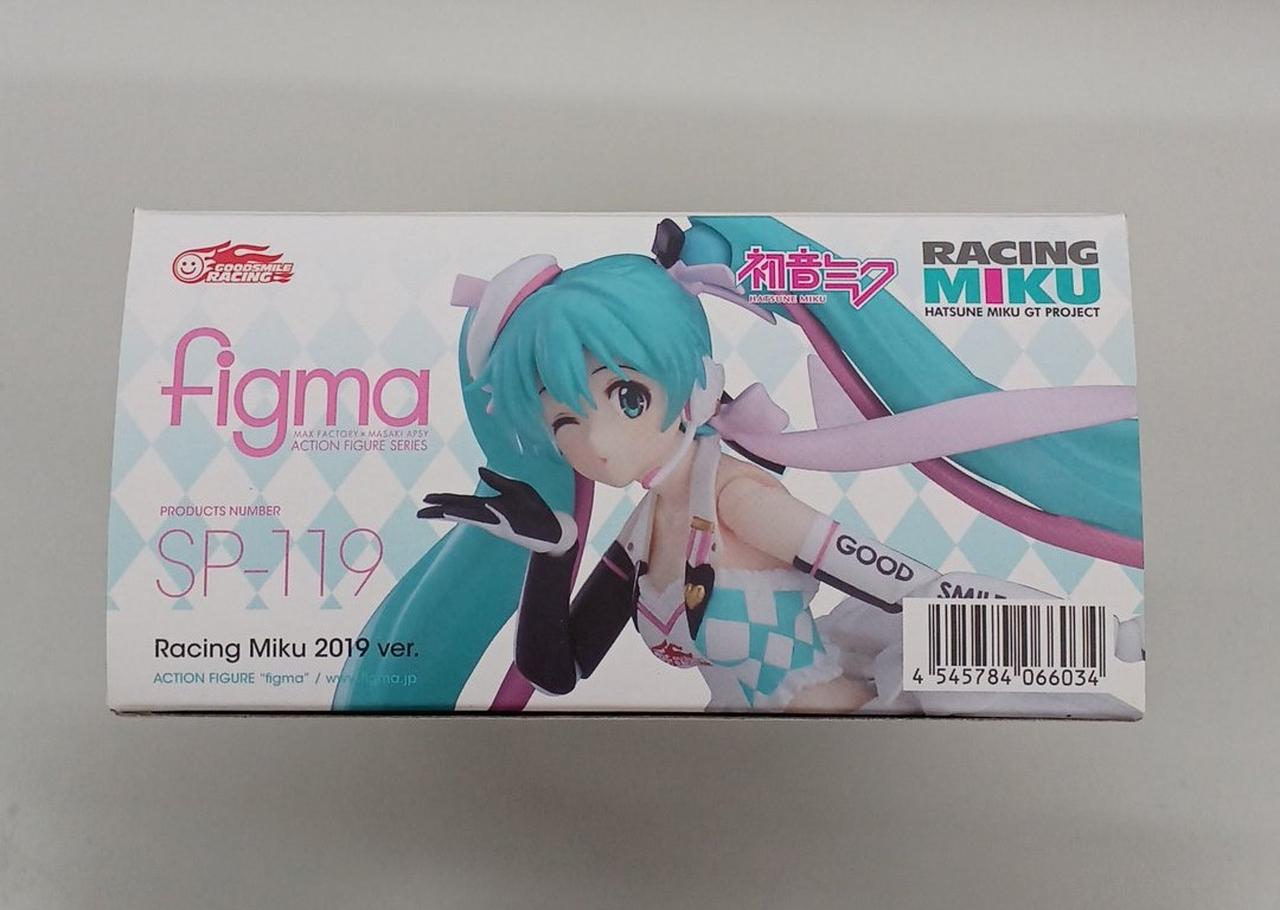 GOODSMILE
RACING
初音ミク
HATSUNE MIKU
RACING
MIKU
HATSUNE MIKU GT PROJECT
figma
MAX FACTORY × MASAKI APSY
ACTION FIGURE SERIES
PRODUCTS NUMBER
SP-119
GOOD SMILE
Racing Miku 2019 ver.
ACTION FIGURE "figma" / www.figma.jp
4 545784 066034